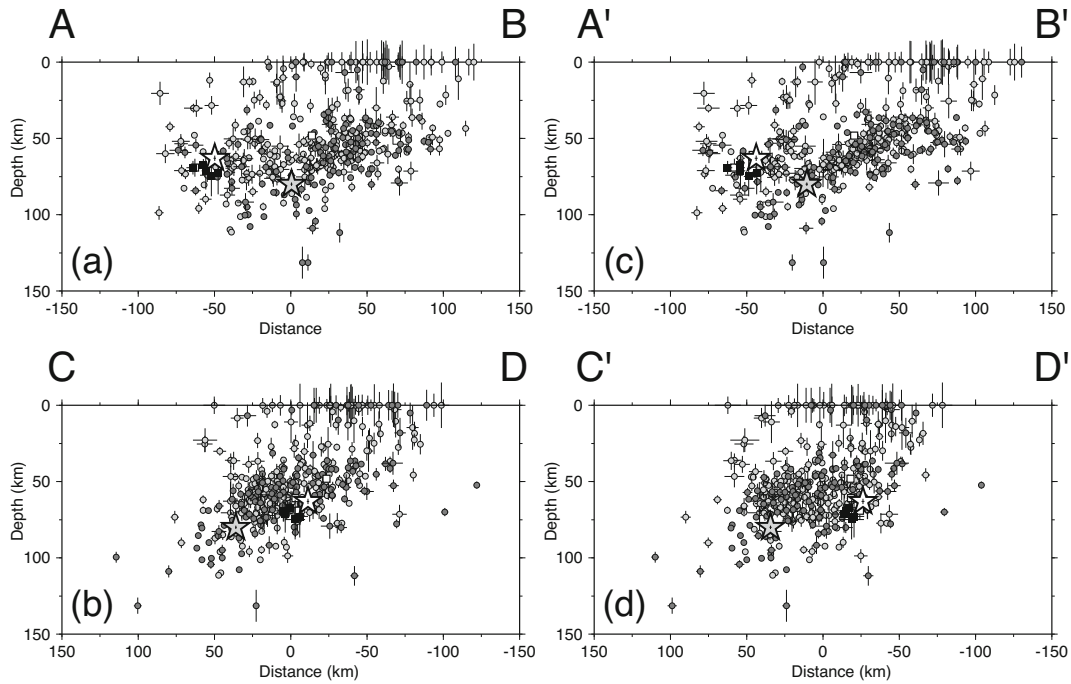 A B
0
50
100
150
Depth (km)
(a)
-150 -100 -50 0 50 100 150
Distance
A' B'
0
50
100
150
Depth (km)
(c)
-150 -100 -50 0 50 100 150
Distance
C D
0
50
100
150
Depth (km)
(b)
150 100 50 0 -50 -100 -150
Distance (km)
C' D'
0
50
100
150
Depth (km)
(d)
150 100 50 0 -50 -100 -150
Distance (km)